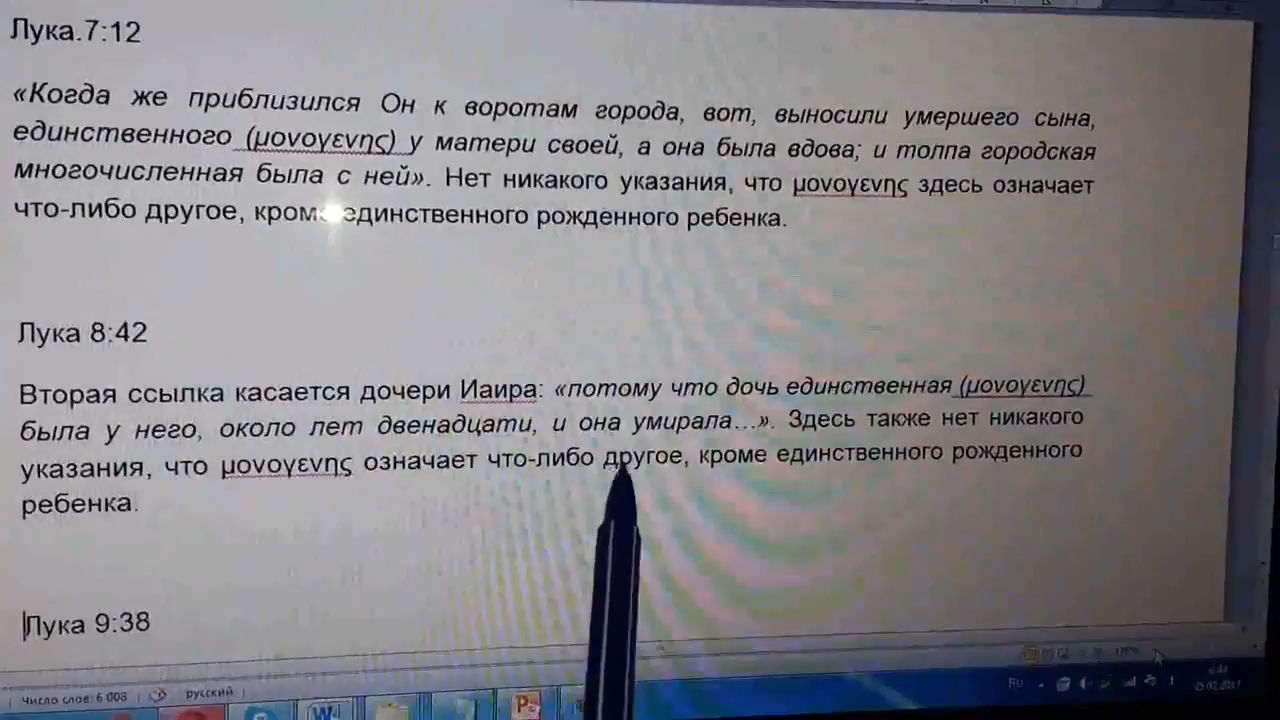 Лука.7:12
«Когда же приблизился Он к воротам города, вот, выносили умершего сына,
единственного (μονογενης) у матери своей, а она была вдова; и толпа городская
многочисленная была с ней». Нет никакого указания, что μονογενης здесь означает
что-либо другое, кроме единственного рожденного ребенка.
Лука 8:42
Вторая ссылка касается дочери Иаира: «потому что дочь единственная (μονογενης)
была у него, около лет двенадцати, и она умирала…». Здесь также нет никакого
указания, что μονογενης означает что-либо другое, кроме единственного рожденного
ребенка.
Лука 9:38
Число слов: 6 008 русский
RU